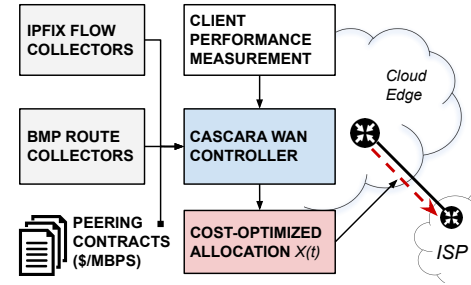 IPFIX FLOW
COLLECTORS
CLIENT
PERFORMANCE
MEASUREMENT
Cloud
Edge
BMP ROUTE
COLLECTORS
CASCARA WAN
CONTROLLER
PEERING
CONTRACTS
($/MBPS)
COST-OPTIMIZED
ALLOCATION X(t)
ISP